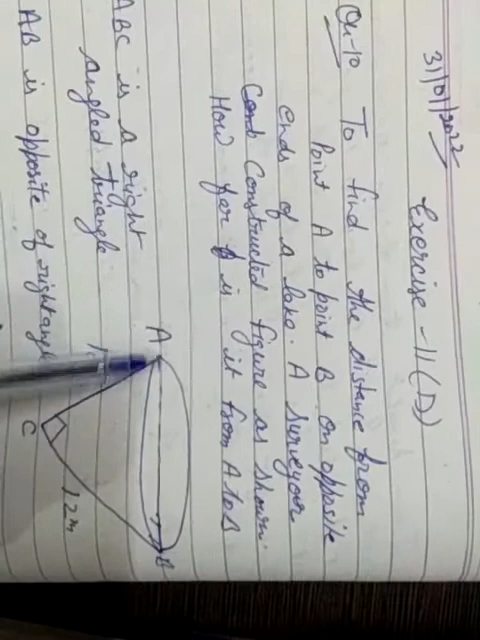 31/01/2022
Exercise - 11(D)
Qu-10 To find the distance from
Point A to point B on opposite
ends of a lake. A surveyor
Constructed figure as shown.
How far is it from A to B
ABC is a right
angled triangle
AB is opposite of right
A
B
C
12m